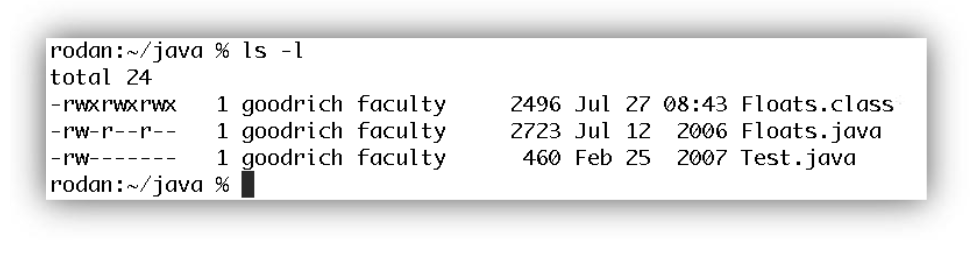 rodan:~/java % ls -l
total 24
-rwxrwxrwx   1 goodrich faculty     2496 Jul 27 08:43 Floats.class
-rw-r--r--   1 goodrich faculty     2723 Jul 12  2006 Floats.java
-rw-------   1 goodrich faculty      460 Feb 25  2007 Test.java
rodan:~/java %